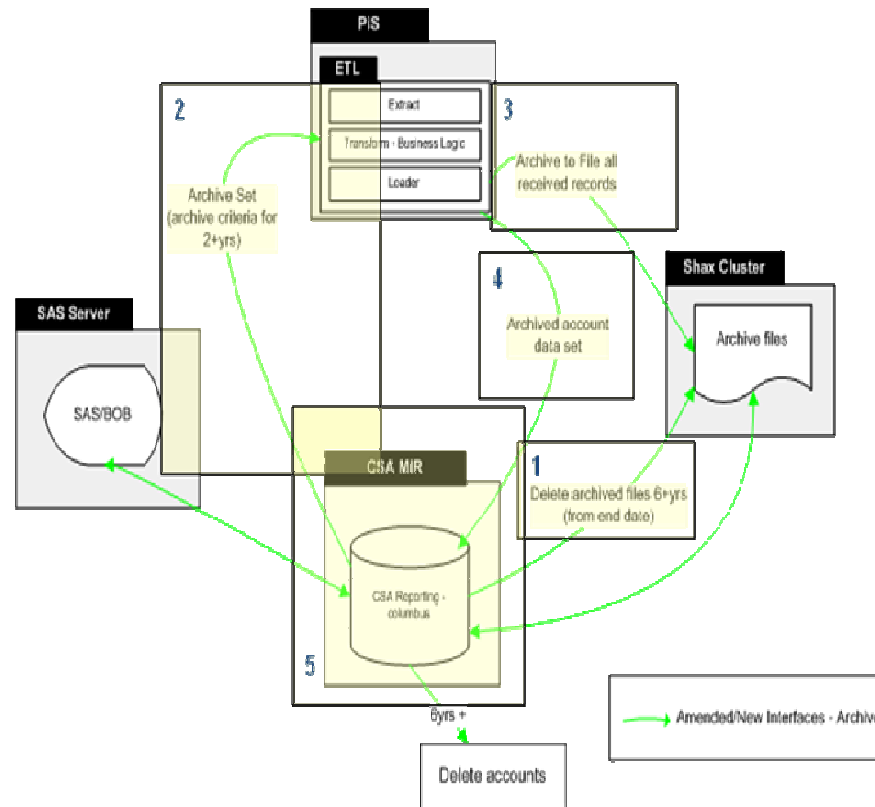 PIS
ETL
Extract
Transform - Business Logic
Loader
2
3
Archive to File all
received records
Archive Set
(archive criteria for
2+yrs)
4
Archived account
data set
Shax Cluster
Archive files
SAS Server
SAS/BOB
CSA MIR
1
Delete archived files 6+yrs
(from end date)
CSA Reporting -
columbus
5
6yrs +
Delete accounts
Amended/New Interfaces - Archive